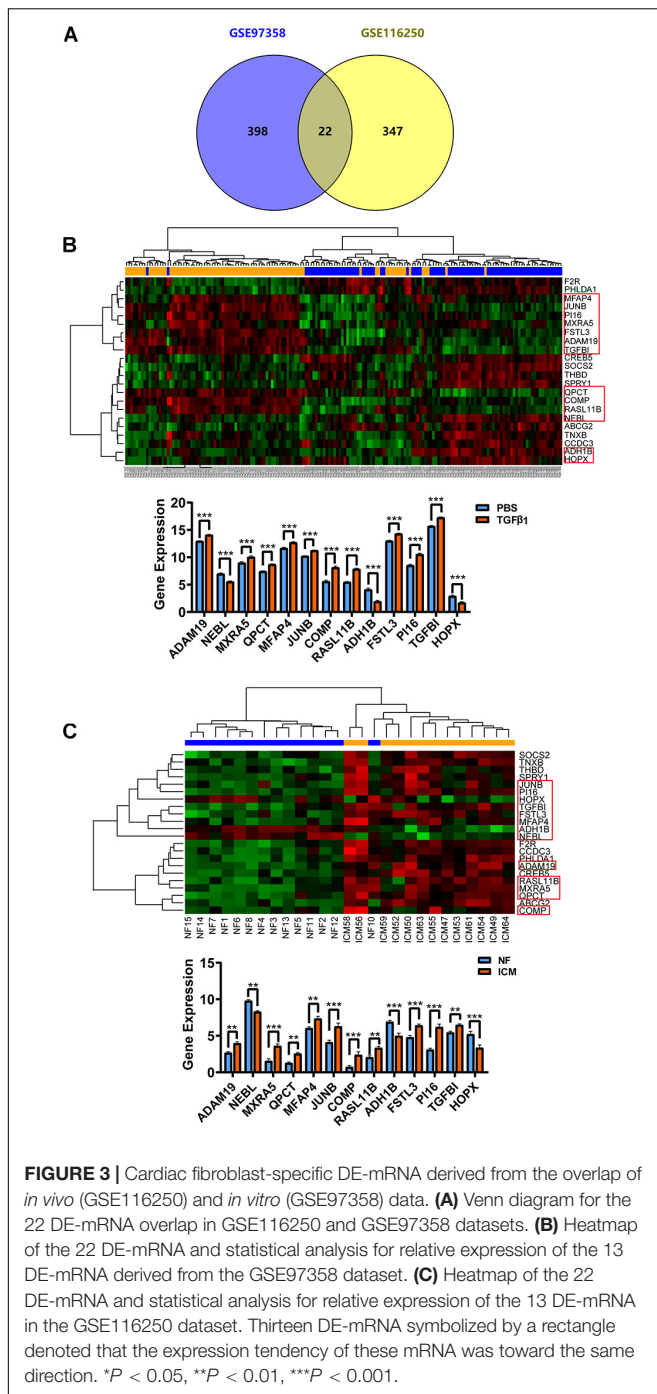 A
GSE97358
GSE116250
398
22
347
B
F2R
PHLDA1
MFAP4
JUNB
PI16
MXRA5
FSTL3
ADAM19
TGFBI
CREB5
SOCS2
THBD
SPRY1
QPCT
COMP
RASL11B
NEBL
ABCG2
TNXB
CCDC3
ADH1B
HOPX
Gene Expression
20
15
10
5
0
PBS
TGFβ1
*** *** *** *** *** *** *** *** *** *** *** *** ***
ADAM19 NEBL MXRA5 QPCT MFAP4 JUNB COMP RASL11B ADH1B FSTL3 PI16 TGFBI HOPX
C
SOCS2
TNXB
THBD
SPRY1
JUNB
PI16
HOPX
TGFBI
FSTL3
MFAP4
ADH1B
NEBL
F2R
CCDC3
PHLDA1
ADAM19
CREB5
RASL11B
MXRA5
QPCT
ABCG2
COMP
NF15 NF14 NF7 NF1 NF6 NF8 NF4 NF3 NF13 NF5 NF11 NF2 NF12 ICM58 ICM56 NF10 ICM59 ICM52 ICM50 ICM63 ICM55 ICM47 ICM53 ICM61 ICM54 ICM49 ICM64
Gene Expression
15
10
5
0
NF
ICM
** ** *** ** ** *** *** ** *** *** *** ** ***
ADAM19 NEBL MXRA5 QPCT MFAP4 JUNB COMP RASL11B ADH1B FSTL3 PI16 TGFBI HOPX
FIGURE 3 | Cardiac fibroblast-specific DE-mRNA derived from the overlap of
in vivo (GSE116250) and in vitro (GSE97358) data. (A) Venn diagram for the
22 DE-mRNA overlap in GSE116250 and GSE97358 datasets. (B) Heatmap
of the 22 DE-mRNA and statistical analysis for relative expression of the 13
DE-mRNA derived from the GSE97358 dataset. (C) Heatmap of the 22
DE-mRNA and statistical analysis for relative expression of the 13 DE-mRNA
in the GSE116250 dataset. Thirteen DE-mRNA symbolized by a rectangle
denoted that the expression tendency of these mRNA was toward the same
direction. *P < 0.05, **P < 0.01, ***P < 0.001.